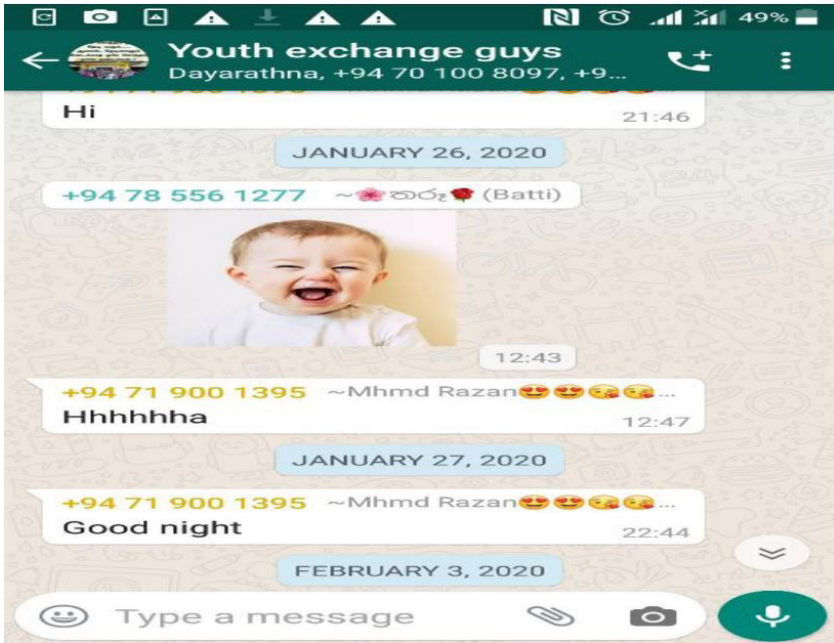 49%
Youth exchange guys
Dayarathna, +94 70 100 8097, +9...
Hi
21:46
JANUARY 26, 2020
+94 78 556 1277 ~🌸තරු🌹 (Batti)
12:43
+94 71 900 1395 ~Mhmd Razan😍😍😘😘...
Hhhhhha
12:47
JANUARY 27, 2020
+94 71 900 1395 ~Mhmd Razan😍😍😘😘...
Good night
22:44
FEBRUARY 3, 2020
Type a message